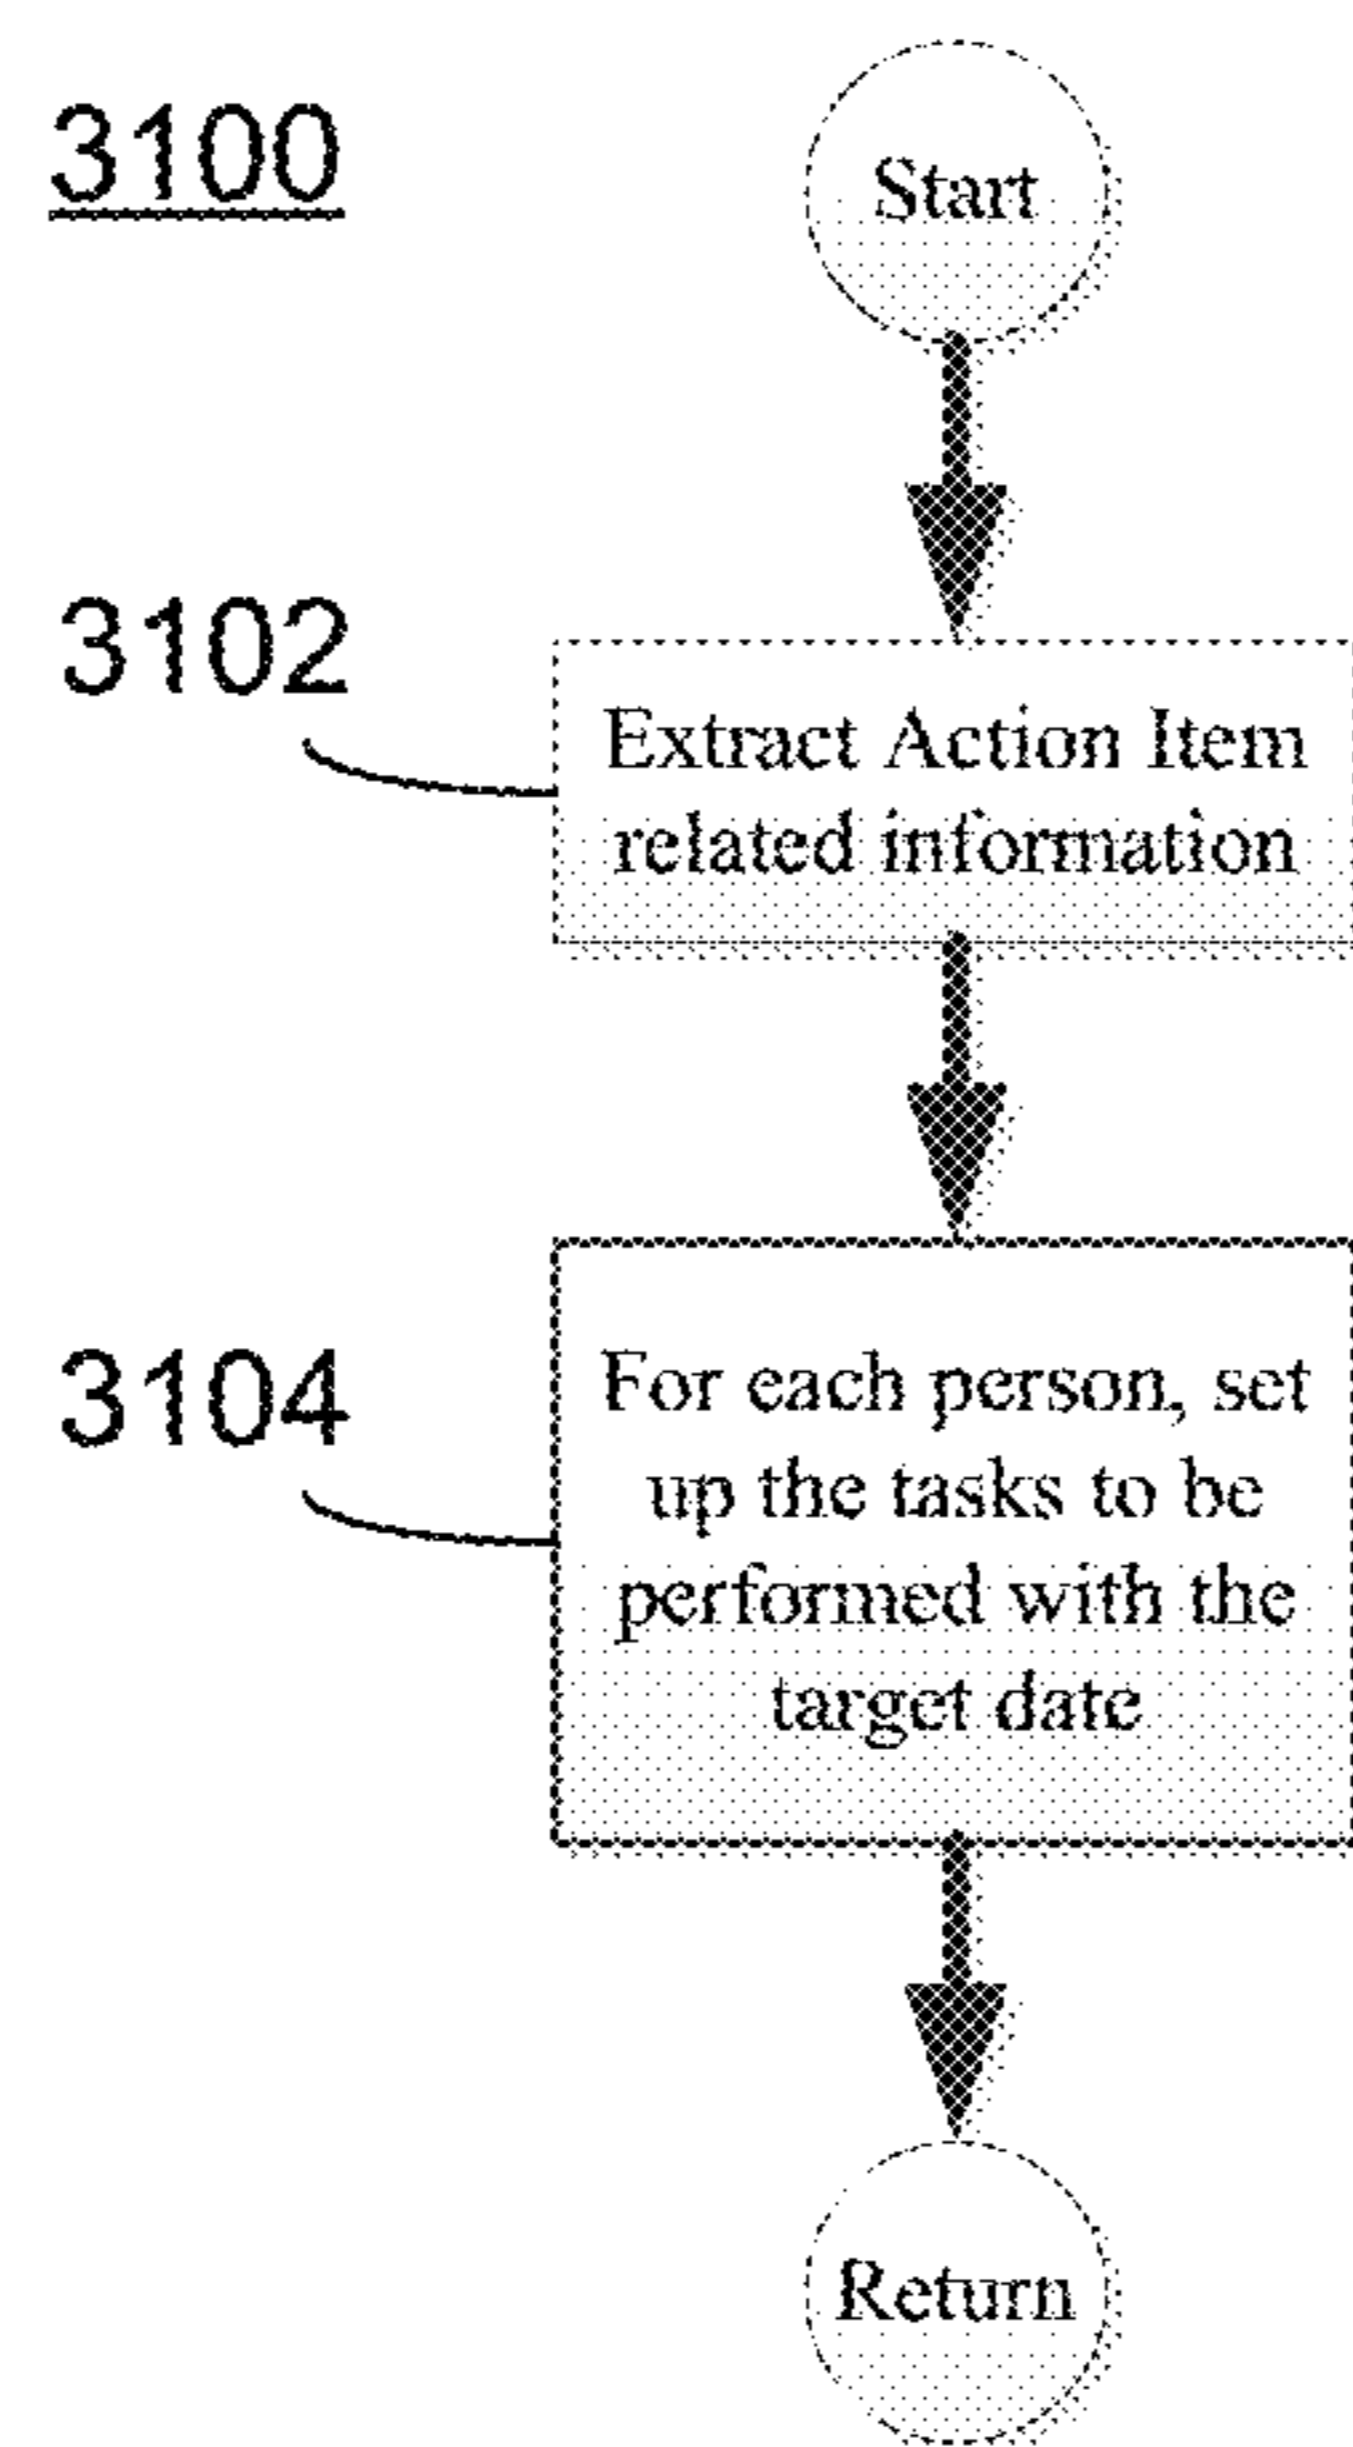 3100
Start
3102
Extract Action Item
related information
3104
For each person, set
up the tasks to be
performed with the
target date
Return